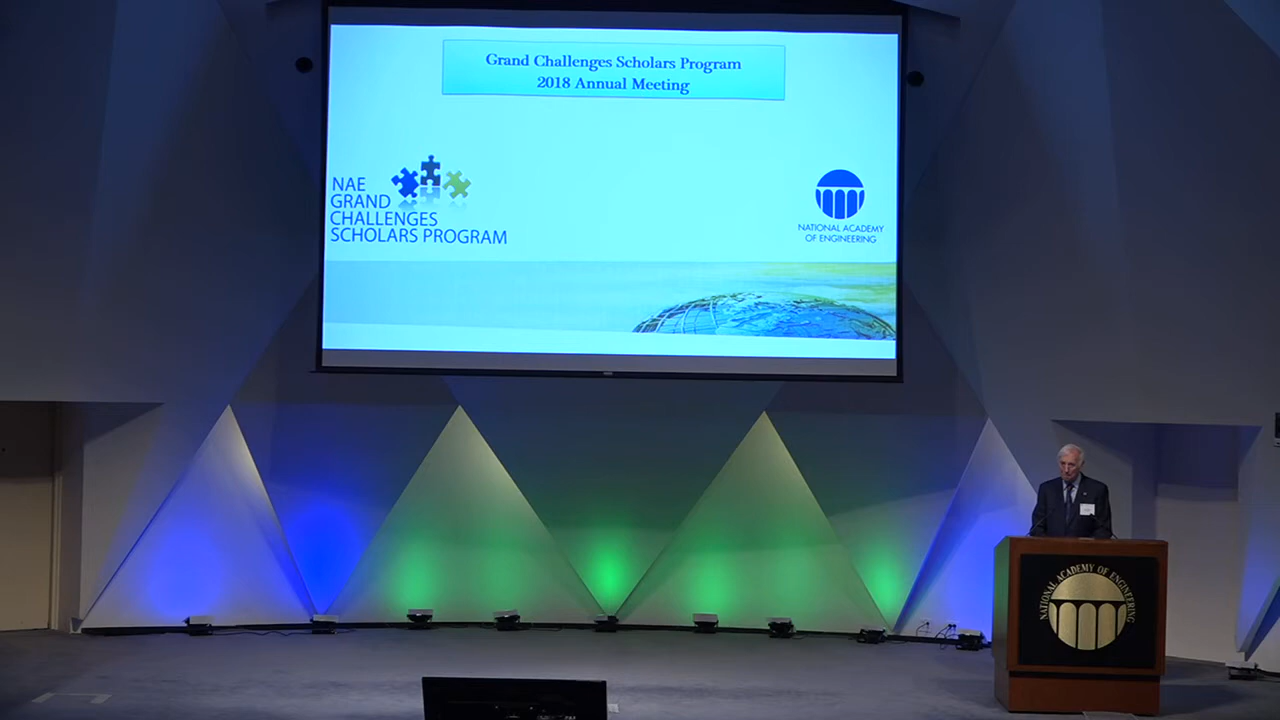 Grand Challenges Scholars Program
2018 Annual Meeting
NAE
GRAND
CHALLENGES
SCHOLARS PROGRAM
NATIONAL ACADEMY
OF ENGINEERING
NATIONAL ACADEMY OF ENGINEERING